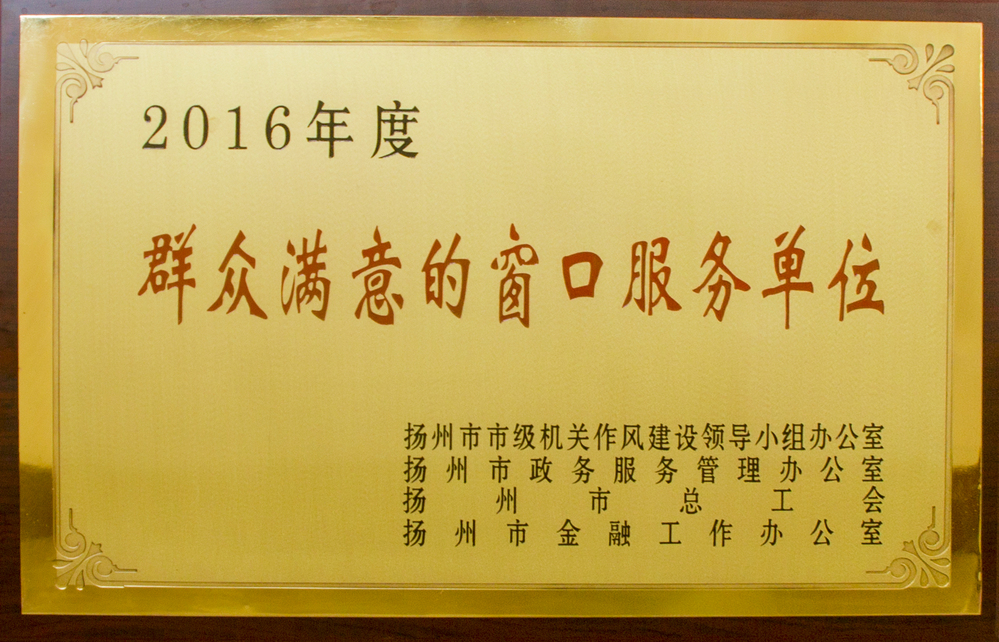 2016年度
群众满意的窗口服务单位
扬州市市级机关作风建设领导小组办公室
扬州市政务服务管理办公室
扬州市总工会
扬州市金融工作办公室